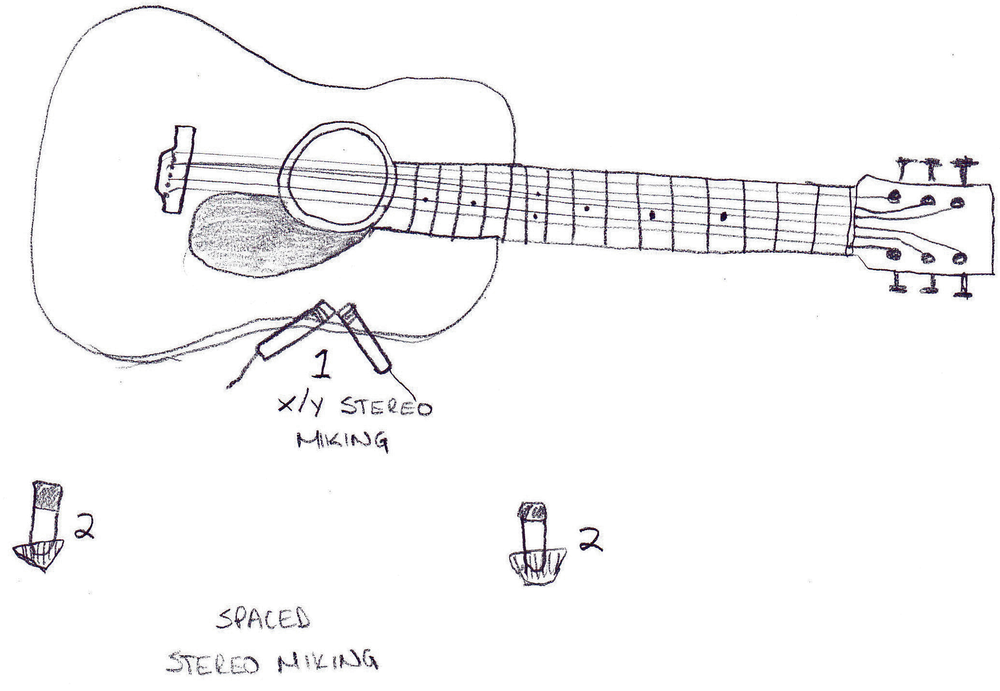 1
X/Y STEREO
MIKING
2
2
SPACED
STEREO MIKING